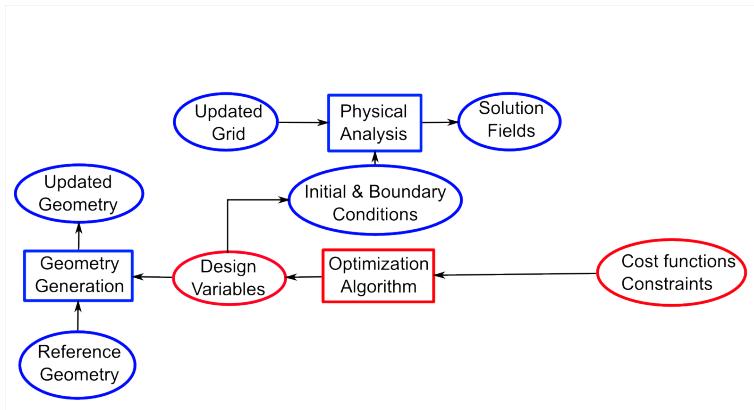 Updated
Grid
Physical
Analysis
Solution
Fields
Updated
Geometry
Initial & Boundary
Conditions
Geometry
Generation
Design
Variables
Optimization
Algorithm
Cost functions
Constraints
Reference
Geometry